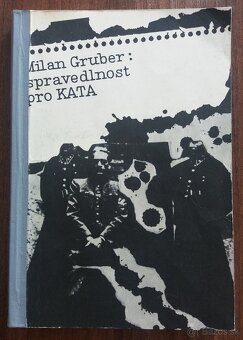 Milan Gruber:
spravedlnost
pro KATA